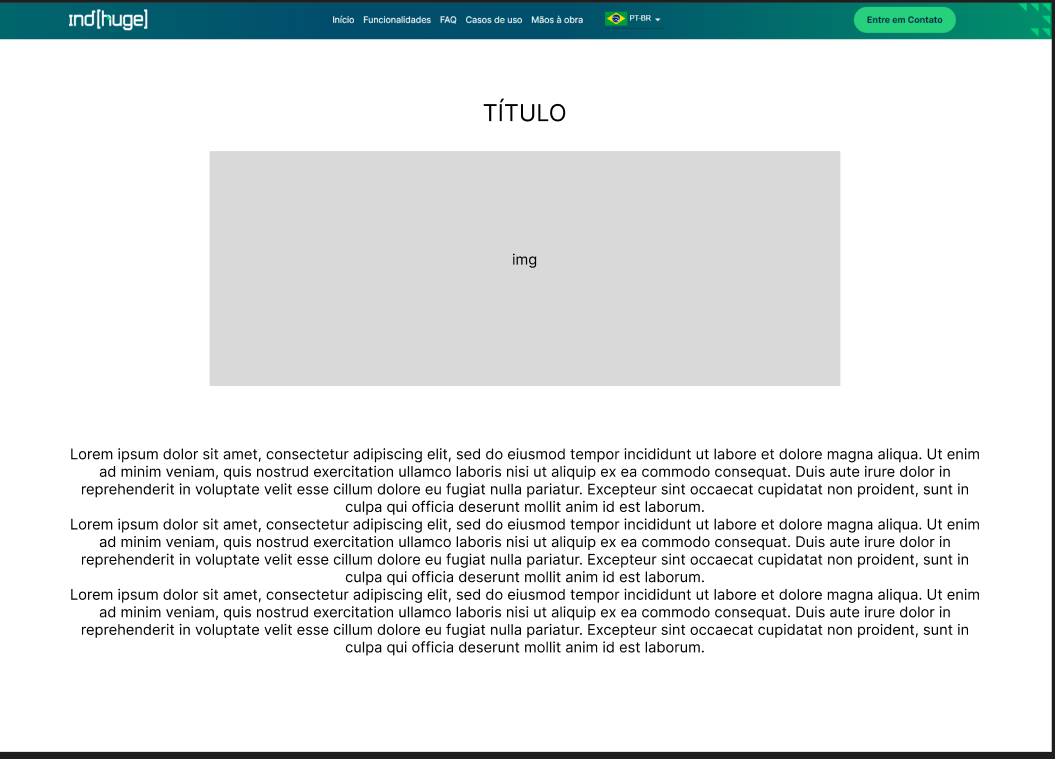 ind[huge]
Início Funcionalidades FAQ Casos de uso Mãos à obra PT-BR Entre em Contato
TÍTULO
img
Lorem ipsum dolor sit amet, consectetur adipiscing elit, sed do eiusmod tempor incididunt ut labore et dolore magna aliqua. Ut enim
ad minim veniam, quis nostrud exercitation ullamco laboris nisi ut aliquip ex ea commodo consequat. Duis aute irure dolor in
reprehenderit in voluptate velit esse cillum dolore eu fugiat nulla pariatur. Excepteur sint occaecat cupidatat non proident, sunt in
culpa qui officia deserunt mollit anim id est laborum.
Lorem ipsum dolor sit amet, consectetur adipiscing elit, sed do eiusmod tempor incididunt ut labore et dolore magna aliqua. Ut enim
ad minim veniam, quis nostrud exercitation ullamco laboris nisi ut aliquip ex ea commodo consequat. Duis aute irure dolor in
reprehenderit in voluptate velit esse cillum dolore eu fugiat nulla pariatur. Excepteur sint occaecat cupidatat non proident, sunt in
culpa qui officia deserunt mollit anim id est laborum.
Lorem ipsum dolor sit amet, consectetur adipiscing elit, sed do eiusmod tempor incididunt ut labore et dolore magna aliqua. Ut enim
ad minim veniam, quis nostrud exercitation ullamco laboris nisi ut aliquip ex ea commodo consequat. Duis aute irure dolor in
reprehenderit in voluptate velit esse cillum dolore eu fugiat nulla pariatur. Excepteur sint occaecat cupidatat non proident, sunt in
culpa qui officia deserunt mollit anim id est laborum.